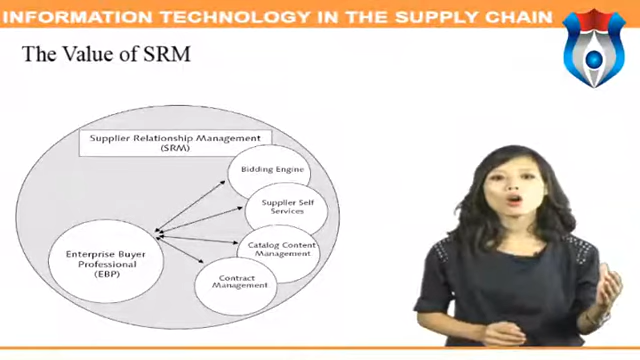 INFORMATION TECHNOLOGY IN THE SUPPLY CHAIN
The Value of SRM
Supplier Relationship Management
(SRM)
Bidding Engine
Supplier Self
Services
Catalog Content
Management
Contract
Management
Enterprise Buyer
Professional
(EBP)